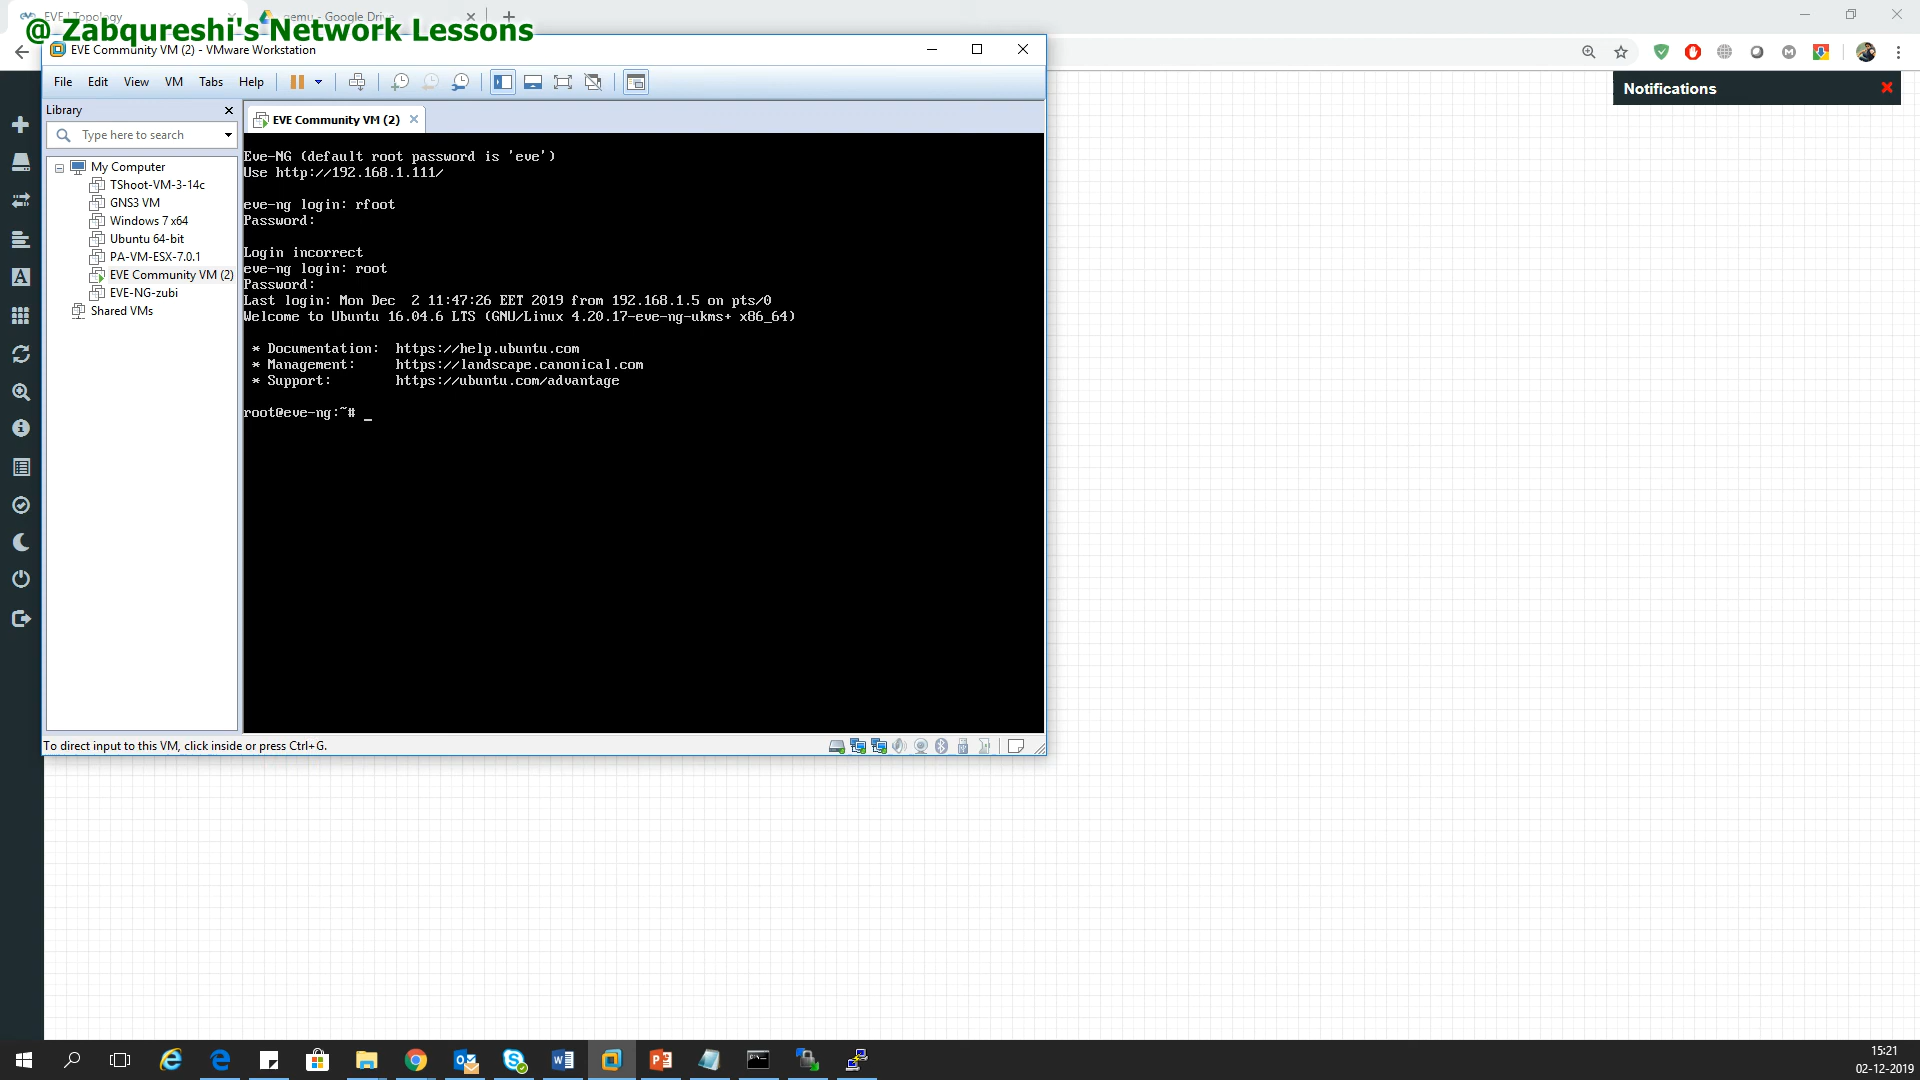 EVE | Topology
qemu - Google Drive
@ Zabqureshi's Network Lessons
EVE Community VM (2) - VMware Workstation
File Edit View VM Tabs Help
Library
Type here to search
EVE Community VM (2)
My Computer
TShoot-VM-3-14c
GNS3 VM
Windows 7 x64
Ubuntu 64-bit
PA-VM-ESX-7.0.1
EVE Community VM (2)
EVE-NG-zubi
Shared VMs
Eve-NG (default root password is 'eve')
Use http://192.168.1.111/
eve-ng login: rfoot
Password:
Login incorrect
eve-ng login: root
Password:
Last login: Mon Dec  2 11:47:26 EET 2019 from 192.168.1.5 on pts/0
Welcome to Ubuntu 16.04.6 LTS (GNU/Linux 4.20.17-eve-ng-ukms+ x86_64)
* Documentation:  https://help.ubuntu.com
* Management:     https://landscape.canonical.com
* Support:        https://ubuntu.com/advantage
root@eve-ng:~# _
To direct input to this VM, click inside or press Ctrl+G.
Notifications
15:21
02-12-2019